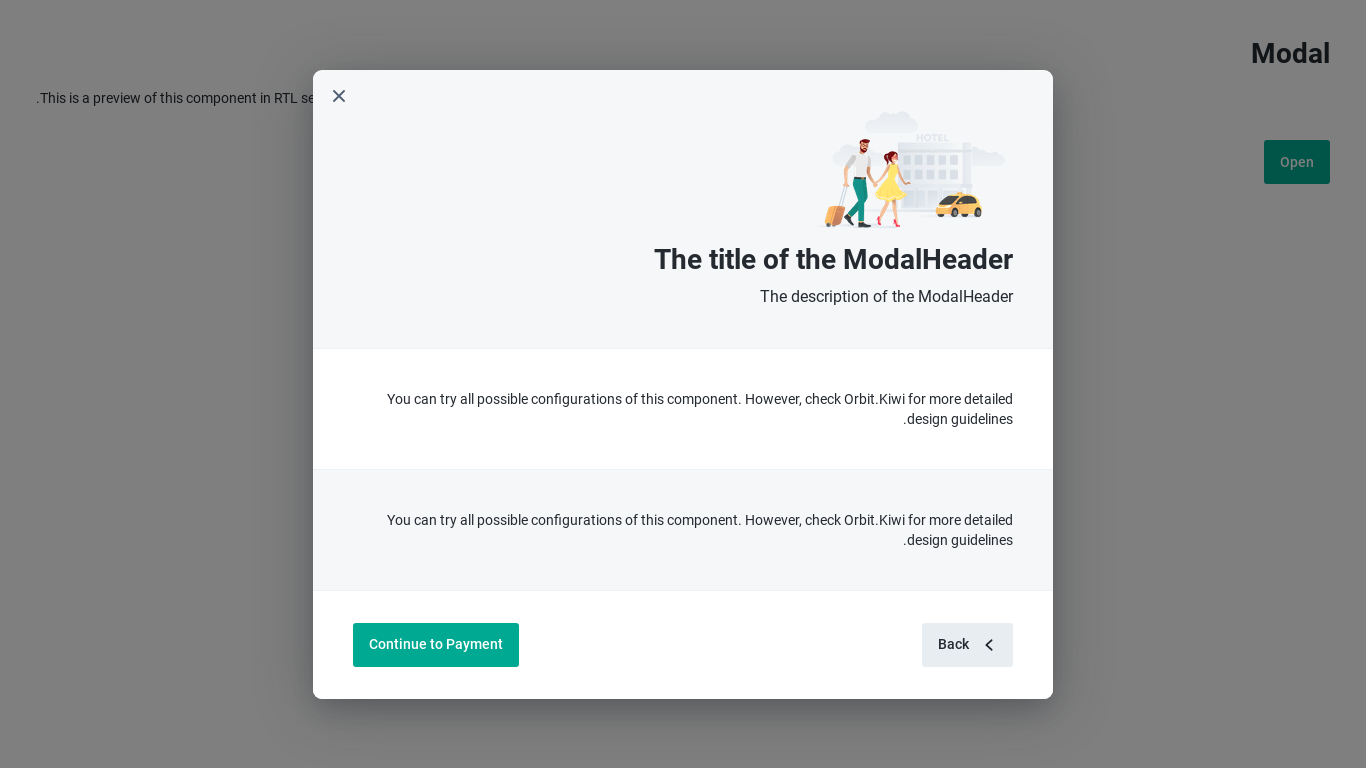 Modal
.This is a preview of this component in RTL se
Open
HOTEL
The title of the ModalHeader
The description of the ModalHeader
You can try all possible configurations of this component. However, check Orbit.Kiwi for more detailed
.design guidelines
You can try all possible configurations of this component. However, check Orbit.Kiwi for more detailed
.design guidelines
Continue to Payment
Back